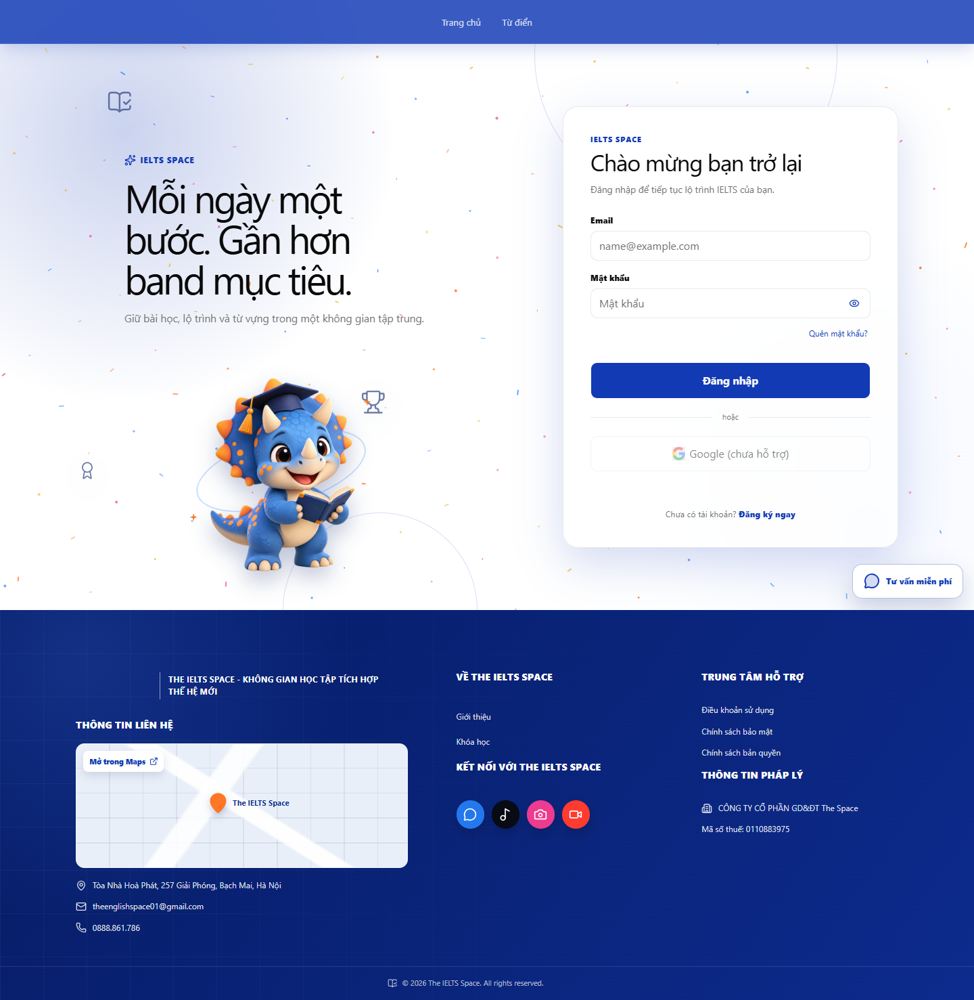 Trang chủ
Từ điển
IELTS SPACE
Mỗi ngày một
bước. Gần hơn
band mục tiêu.
Giữ bài học, lộ trình và từ vựng trong một không gian tập trung.
IELTS SPACE
Chào mừng bạn trở lại
Đăng nhập để tiếp tục lộ trình IELTS của bạn.
Email
name@example.com
Mật khẩu
Mật khẩu
Quên mật khẩu?
Đăng nhập
hoặc
Google (chưa hỗ trợ)
Chưa có tài khoản? Đăng ký ngay
Tư vấn miễn phí
THE IELTS SPACE - KHÔNG GIAN HỌC TẬP TÍCH HỢP
THẾ HỆ MỚI
THÔNG TIN LIÊN HỆ
Mở trong Maps
The IELTS Space
Tòa Nhà Hoà Phát, 257 Giải Phóng, Bạch Mai, Hà Nội
theenglishspace01@gmail.com
0888.861.786
VỀ THE IELTS SPACE
Giới thiệu
Khóa học
KẾT NỐI VỚI THE IELTS SPACE
TRUNG TÂM HỖ TRỢ
Điều khoản sử dụng
Chính sách bảo mật
Chính sách bản quyền
THÔNG TIN PHÁP LÝ
CÔNG TY CỔ PHẦN GD&ĐT The Space
Mã số thuế: 0110883975
© 2026 The IELTS Space. All rights reserved.